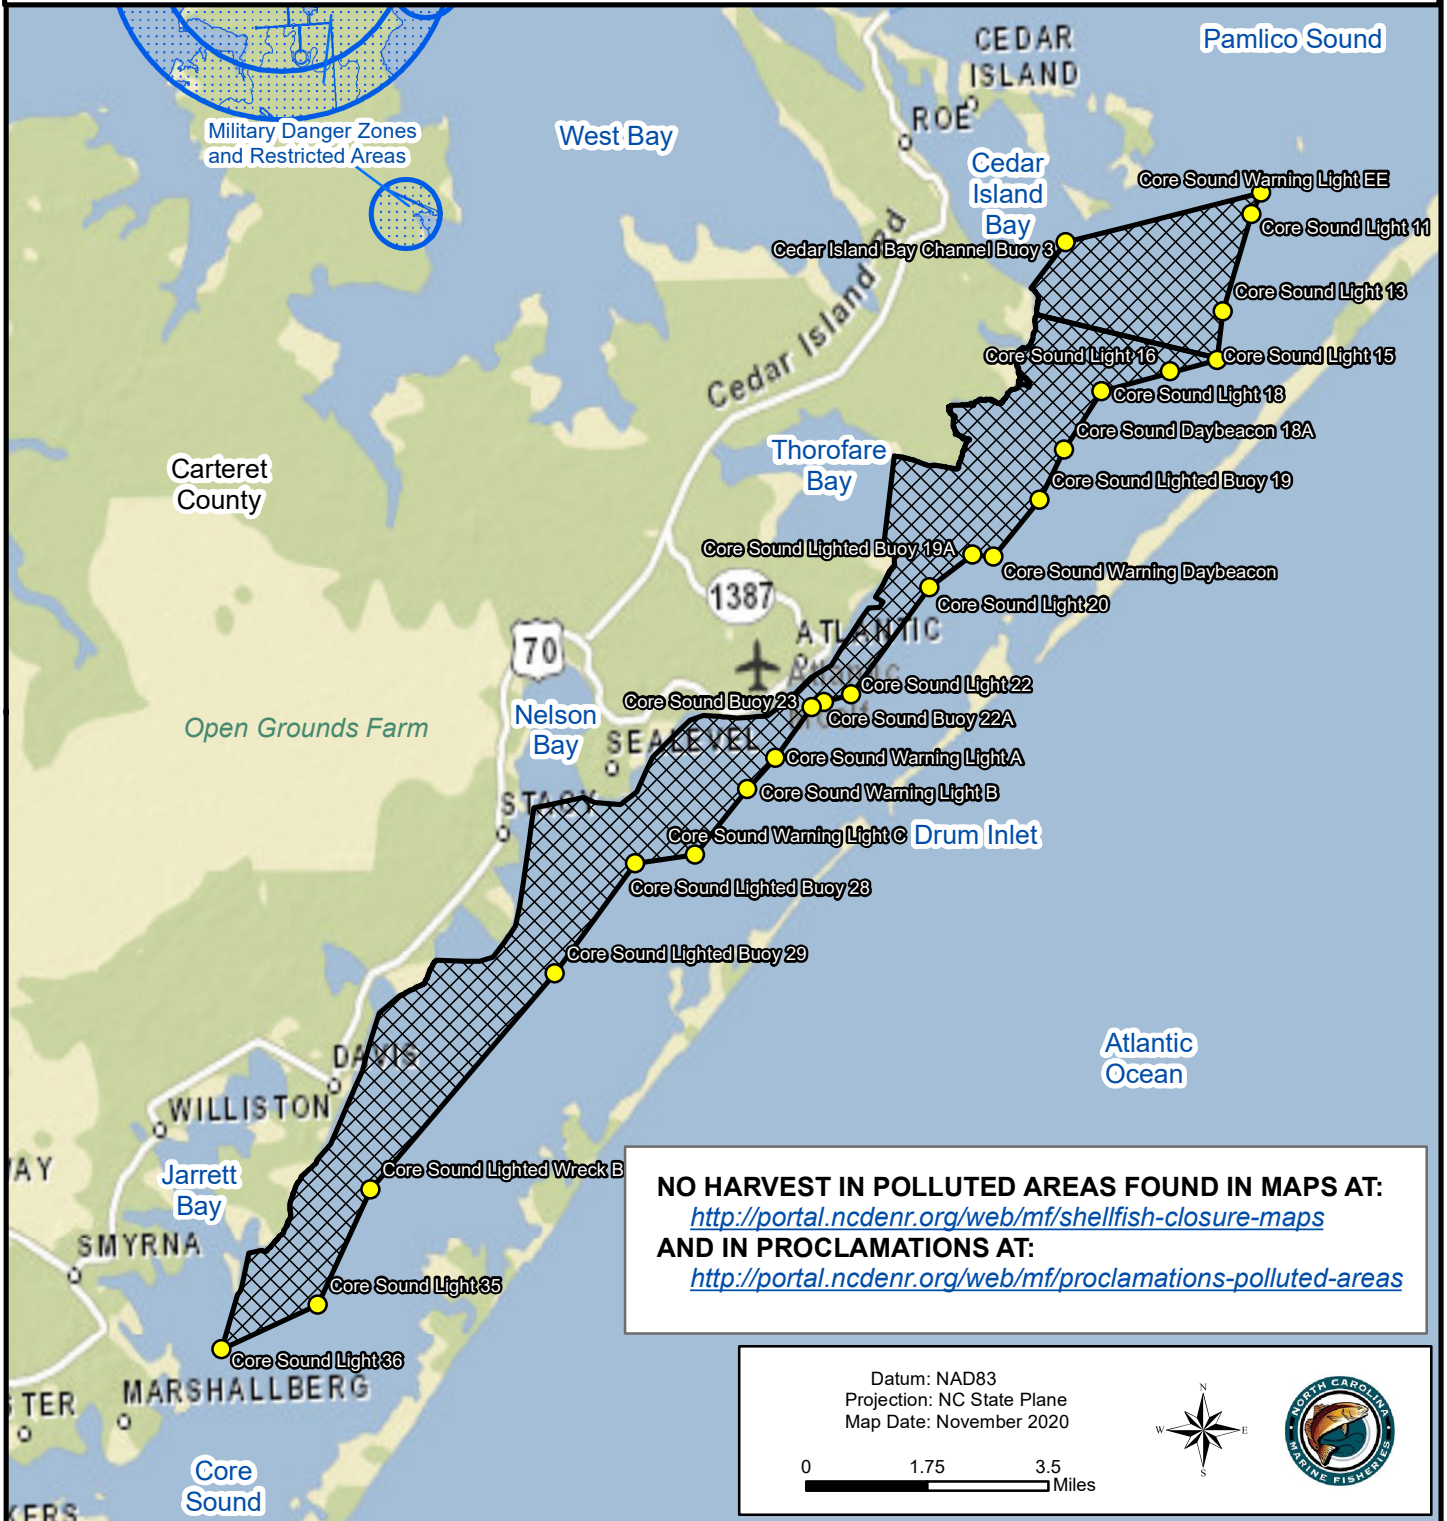 CEDAR
ISLAND
Pamlico Sound
ROE
Military Danger Zones
and Restricted Areas
West Bay
Cedar
Island
Bay
Core Sound Warning Light EE
Core Sound Light 11
Cedar Island Bay Channel Buoy 3
Cedar Island Rd
Core Sound Light 13
Core Sound Light 16
Core Sound Light 15
Core Sound Light 18
Core Sound Daybeacon 18A
Thorofare
Bay
Carteret
County
Core Sound Lighted Buoy 19
Core Sound Lighted Buoy 19A
Core Sound Warning Daybeacon
1387
Core Sound Light 20
ATLANTIC
70
Atlantic
Core Sound Light 22
Core Sound Buoy 23
Core Sound Buoy 22A
Open Grounds Farm
Nelson
Bay
SEALEVEL
Core Sound Warning Light A
Core Sound Warning Light B
STACY
Core Sound Warning Light C
Drum Inlet
Core Sound Lighted Buoy 28
Core Sound Lighted Buoy 29
Atlantic
Ocean
DAVIS
WILLISTON
AY
Jarrett
Bay
Core Sound Lighted Wreck B
SMYRNA
Core Sound Light 35
Core Sound Light 36
MARSHALLBERG
TER
Core
Sound
KERS
NO HARVEST IN POLLUTED AREAS FOUND IN MAPS AT:
http://portal.ncdenr.org/web/mf/shellfish-closure-maps
AND IN PROCLAMATIONS AT:
http://portal.ncdenr.org/web/mf/proclamations-polluted-areas
Datum: NAD83
Projection: NC State Plane
Map Date: November 2020
0 1.75 3.5
Miles
N
W E
S
NORTH CAROLINA
MARINE FISHERIES